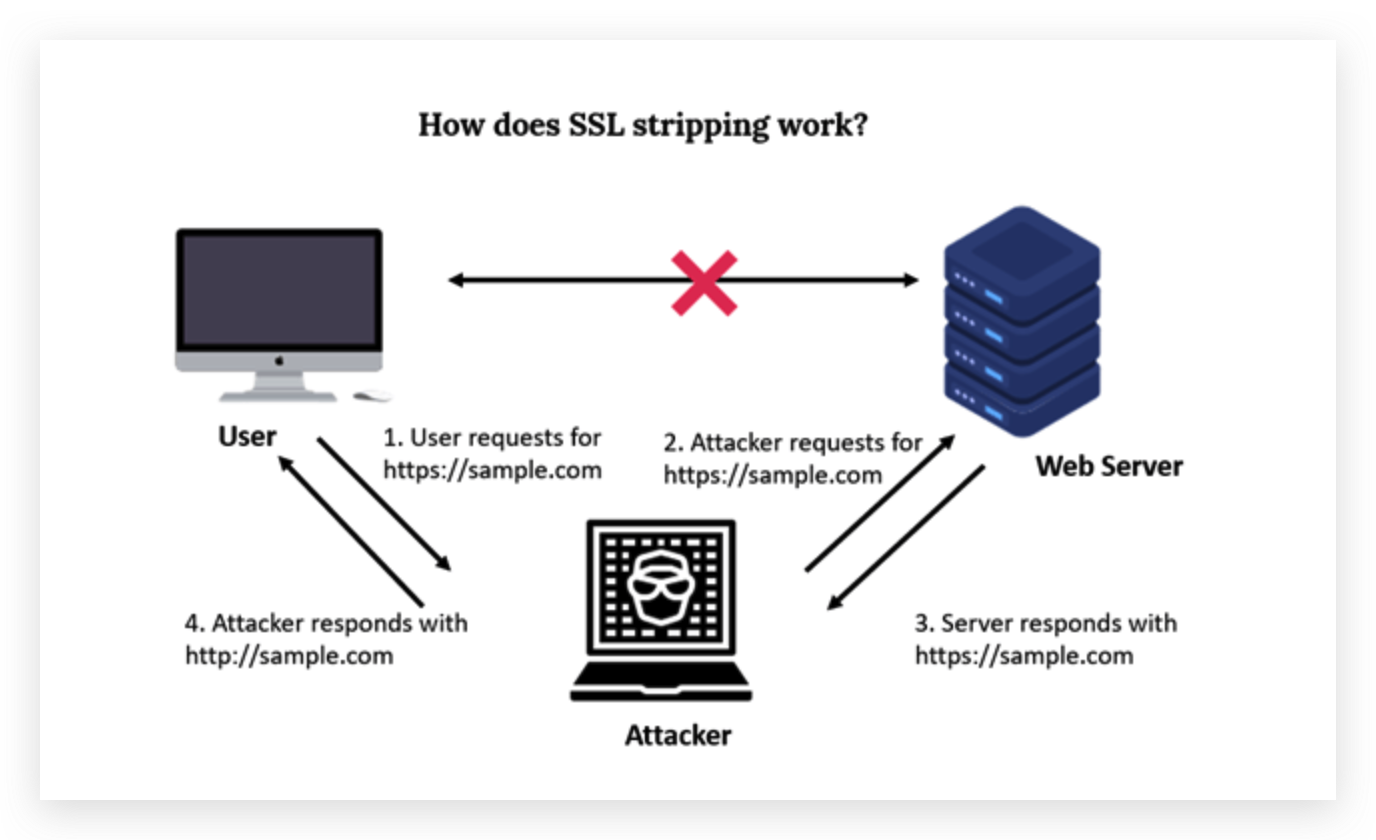 How does SSL stripping work?
User
1. User requests for
https://sample.com
2. Attacker requests for
https://sample.com
Web Server
4. Attacker responds with
http://sample.com
3. Server responds with
https://sample.com
Attacker